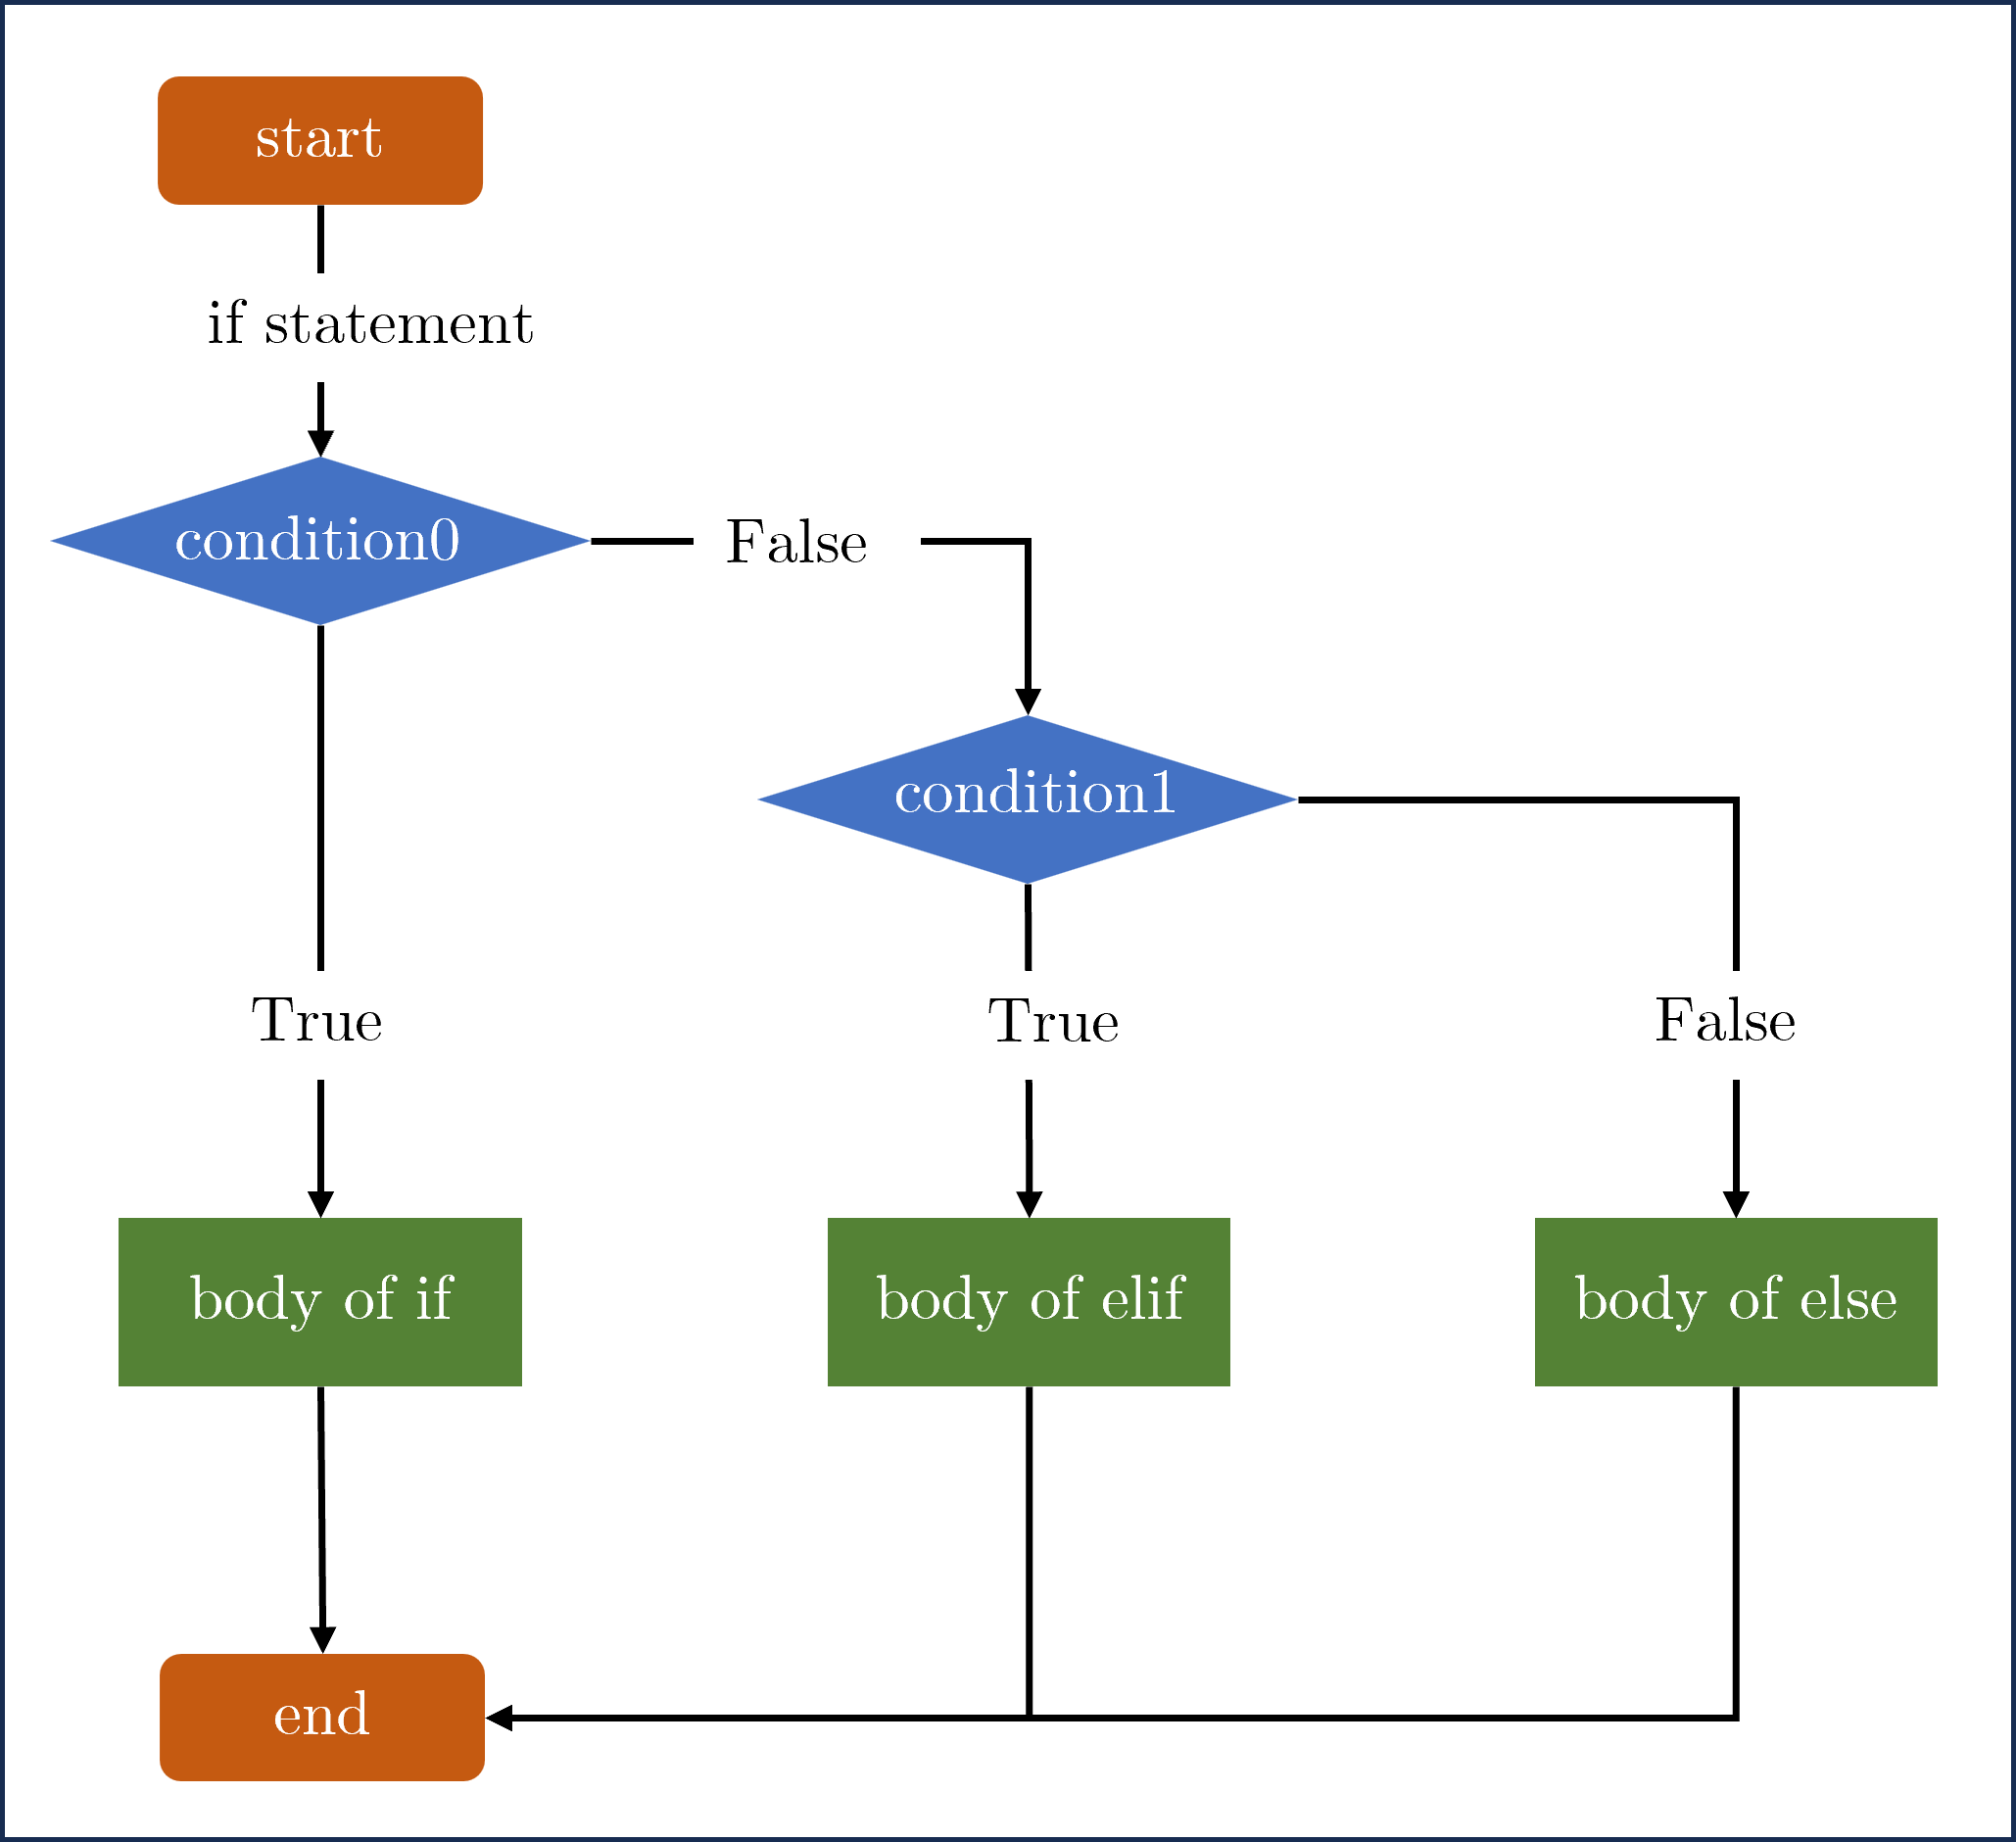 start
if statement
condition0
False
condition1
True
True
False
body of if
body of elif
body of else
end